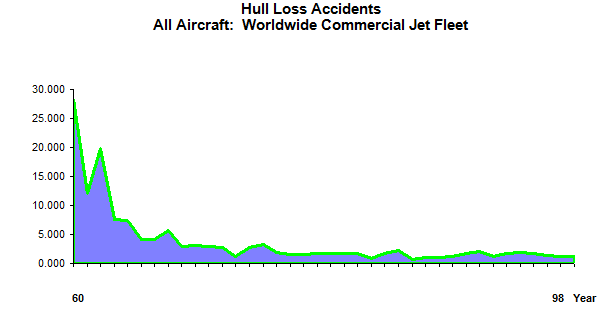 Hull Loss Accidents
All Aircraft:  Worldwide Commercial Jet Fleet
30.000
25.000
20.000
15.000
10.000
5.000
0.000
60
98 Year